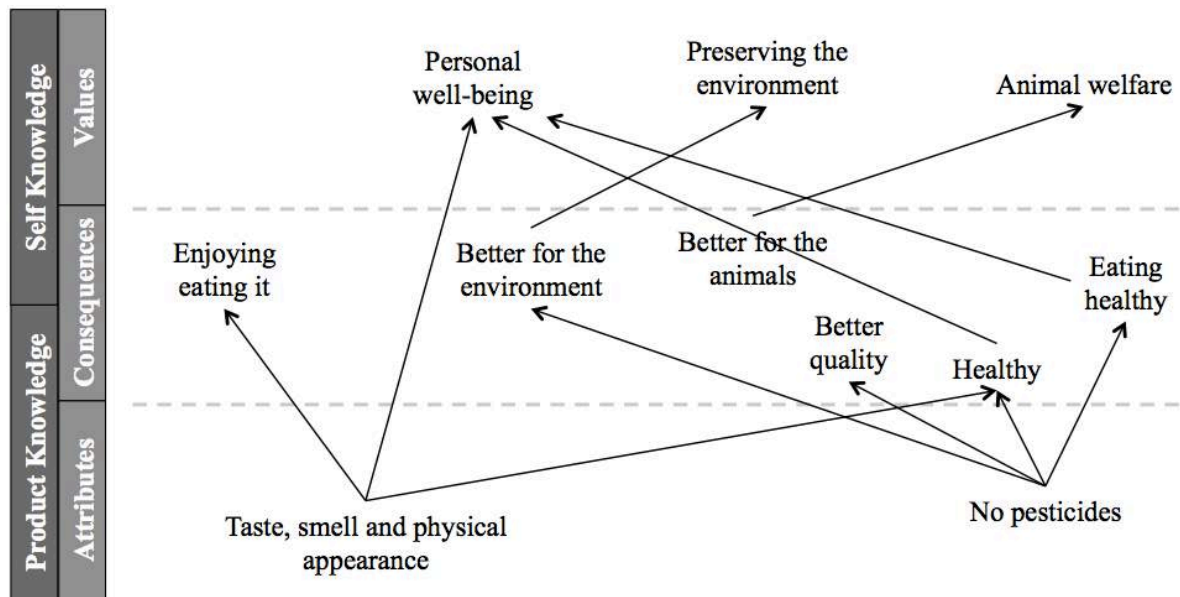 Self Knowledge
Product Knowledge
Values
Consequences
Attributes
Personal
well-being
Preserving the
environment
Animal welfare
Enjoying
eating it
Better for the
environment
Better for the
animals
Eating
healthy
Better
quality
Healthy
Taste, smell and physical
appearance
No pesticides